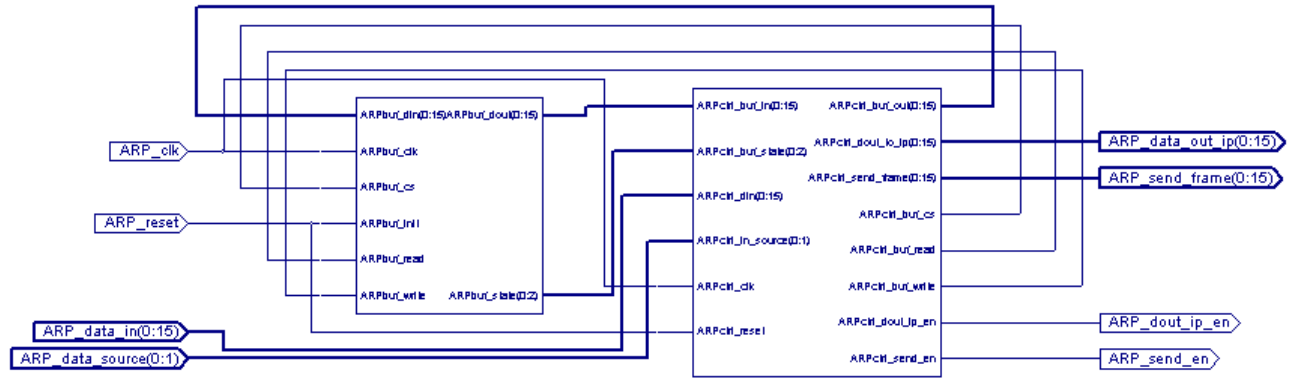 ARP_clk
ARP_reset
ARP_data_in(0:15)
ARP_data_source(0:1)
ARPbuf_din(0:15)
ARPbuf_dout(0:15)
ARPbuf_clk
ARPbuf_cs
ARPbuf_init
ARPbuf_read
ARPbuf_write
ARPbuf_state(0:2)
ARPctrl_buf_in(0:15)
ARPctrl_buf_out(0:15)
ARPctrl_buf_state(0:2)
ARPctrl_dout_to_ip(0:15)
ARPctrl_din(0:15)
ARPctrl_send_frame(0:15)
ARPctrl_in_source(0:1)
ARPctrl_buf_cs
ARPctrl_buf_read
ARPctrl_clk
ARPctrl_buf_write
ARPctrl_reset
ARPctrl_dout_ip_en
ARPctrl_send_en
ARP_data_out_ip(0:15)
ARP_send_frame(0:15)
ARP_dout_ip_en
ARP_send_en